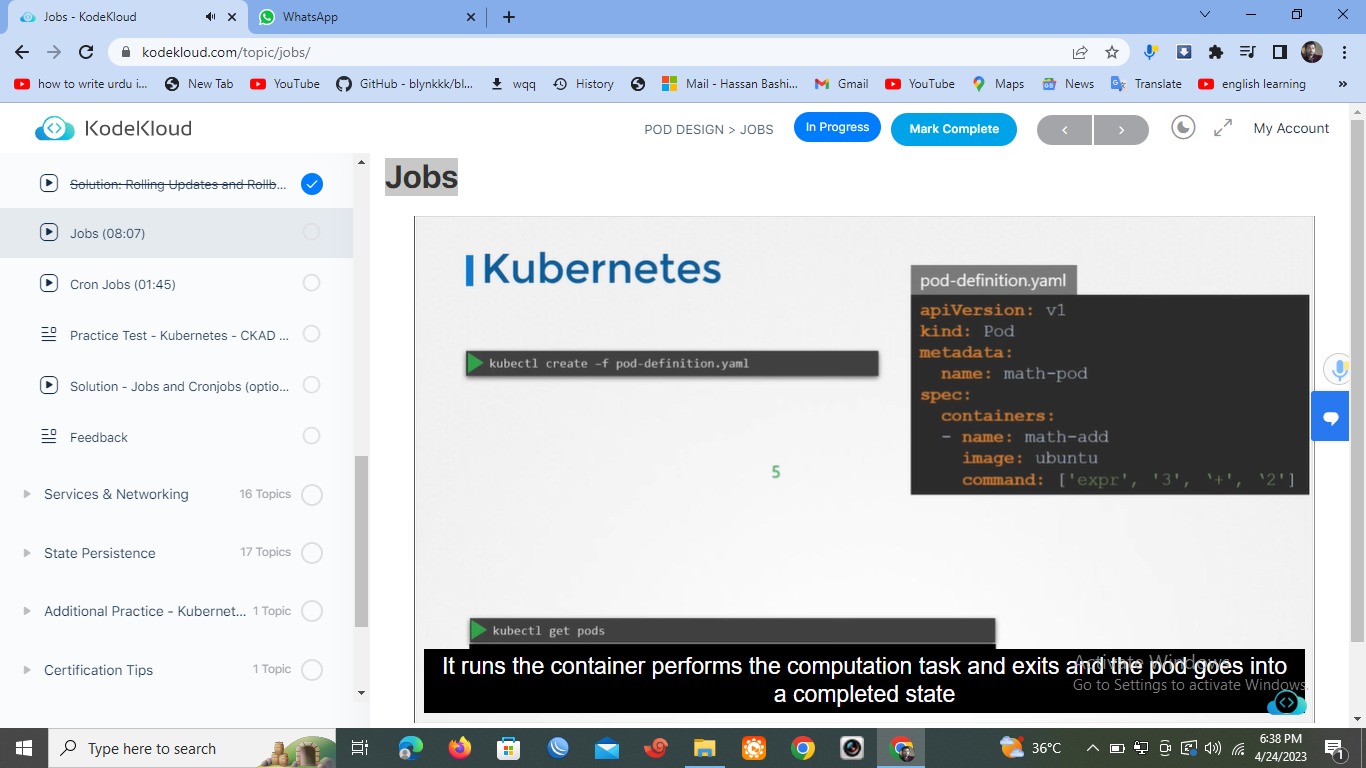 Jobs - KodeKloud
WhatsApp
kodekloud.com/topic/jobs/
how to write urdu i...
New Tab
YouTube
GitHub - blynkkk/bl...
wqq
History
Mail - Hassan Bashi...
Gmail
YouTube
Maps
News
Translate
english learning
»
KodeKloud
POD DESIGN > JOBS
In Progress
Mark Complete
<
>
My Account
Solution: Rolling Updates and Rollb...
Jobs (08:07)
Cron Jobs (01:45)
Practice Test - Kubernetes - CKAD ...
Solution - Jobs and Cronjobs (optio...
Feedback
Services & Networking 16 Topics
State Persistence 17 Topics
Additional Practice - Kubernet... 1 Topic
Certification Tips 1 Topic
Jobs
Kubernetes
kubectl create –f pod-definition.yaml
5
pod-definition.yaml
apiVersion: v1
kind: Pod
metadata:
name: math-pod
spec:
containers:
- name: math-add
image: ubuntu
command: ['expr', '3', ‘+', ‘2']
kubectl get pods
It runs the container performs the computation task and exits and the pod goes into
a completed state
Activate Windows
Go to Settings to activate Windows.
Type here to search
36°C
6:38 PM
4/24/2023
1